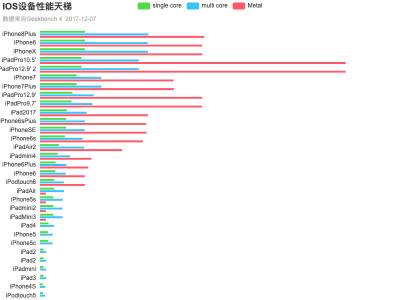 IOS设备性能天梯
single core
multi core
Metal
数据来自Geekbench 4 2017-12-07
iPhone8Plus
iPhone6
iPhoneX
iPadPro10.5'
iPadPro12.9' 2
iPhone7
iPhone7Plus
iPadPro12.9'
iPadPro9.7'
iPad2017
iPhone6sPlus
iPhoneSE
iPhone6s
iPadAir2
iPadmini4
iPhone6Plus
iPhone6
iPodtouch6
iPadAir
iPhone5s
iPadmini2
iPadMini3
iPad4
iPhone5
iPhone5c
iPad2
iPad2
iPadmini
iPad3
iPhone4S
iPodtouch5